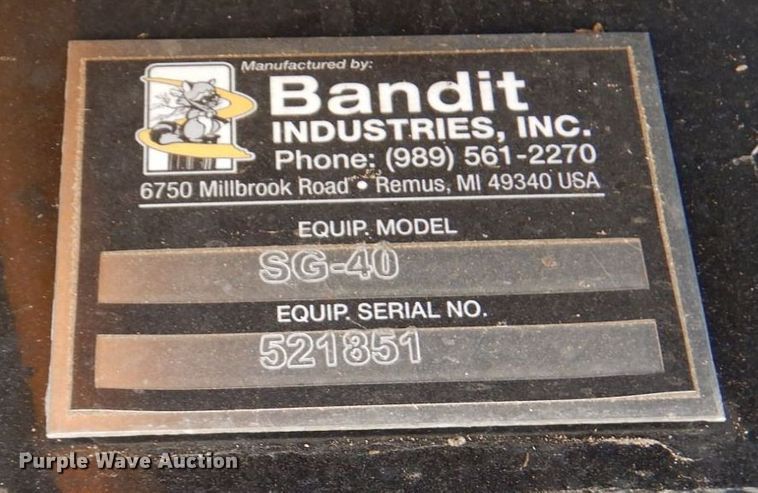 Manufactured by:
Bandit
INDUSTRIES, INC.
Phone: (989) 561-2270
6750 Millbrook Road • Remus, MI 49340 USA
EQUIP. MODEL
SG-40
EQUIP. SERIAL NO.
521851
Purple Wave Auction